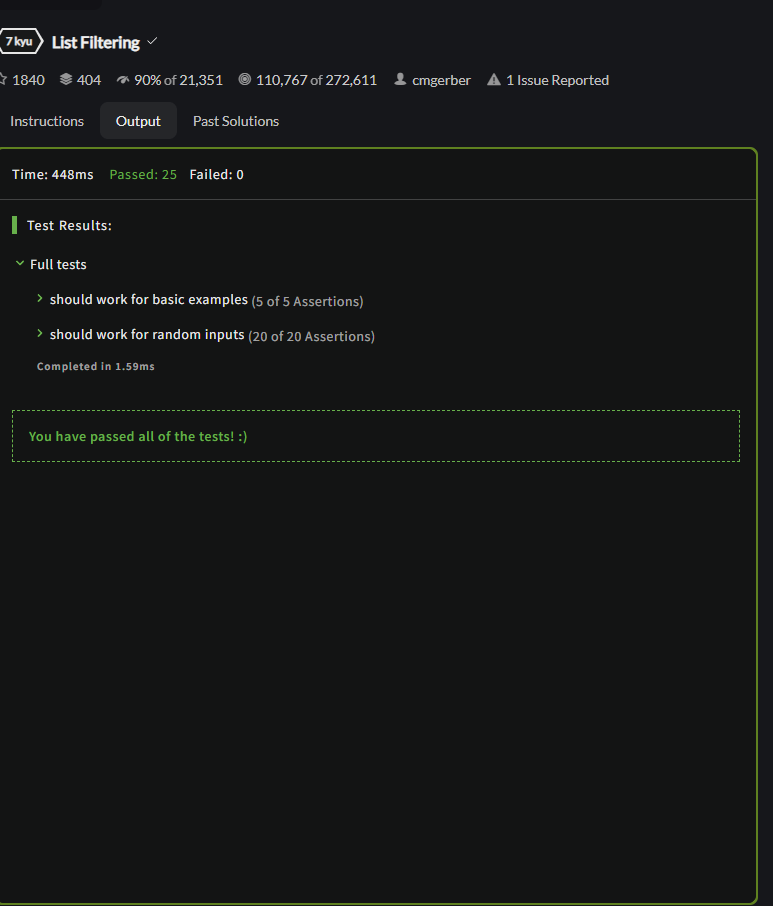 7 kyu List Filtering
1840 404 90% of 21,351 110,767 of 272,611 cmgerber 1 Issue Reported
Instructions Output Past Solutions
Time: 448ms Passed: 25 Failed: 0
Test Results:
Full tests
should work for basic examples (5 of 5 Assertions)
should work for random inputs (20 of 20 Assertions)
Completed in 1.59ms
You have passed all of the tests! :)